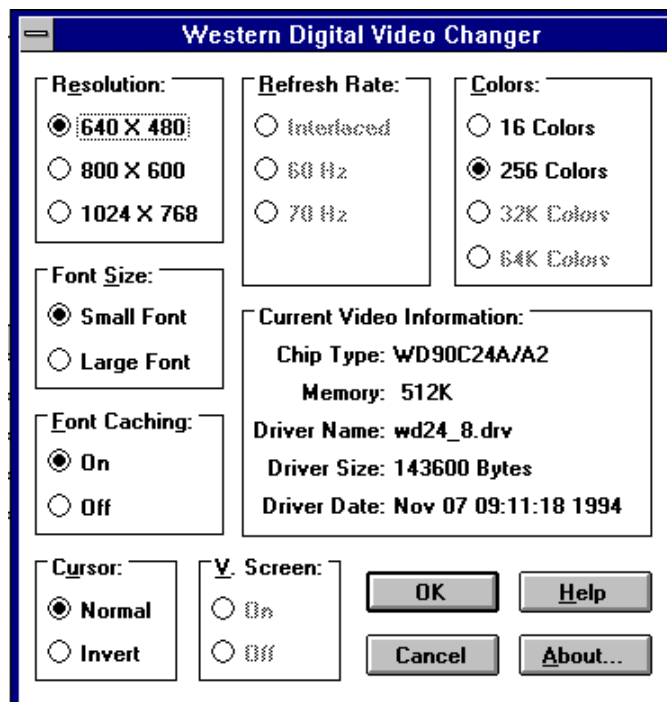 Western Digital Video Changer
Resolution:
640 X 480
800 X 600
1024 X 768
Refresh Rate:
Interlaced
60 Hz
70 Hz
Colors:
16 Colors
256 Colors
32K Colors
64K Colors
Font Size:
Small Font
Large Font
Font Caching:
On
Off
Current Video Information:
Chip Type: WD90C24A/A2
Memory: 512K
Driver Name: wd24_8.drv
Driver Size: 143600 Bytes
Driver Date: Nov 07 09:11:18 1994
Cursor:
Normal
Invert
V. Screen:
On
Off
OK
Help
Cancel
About...